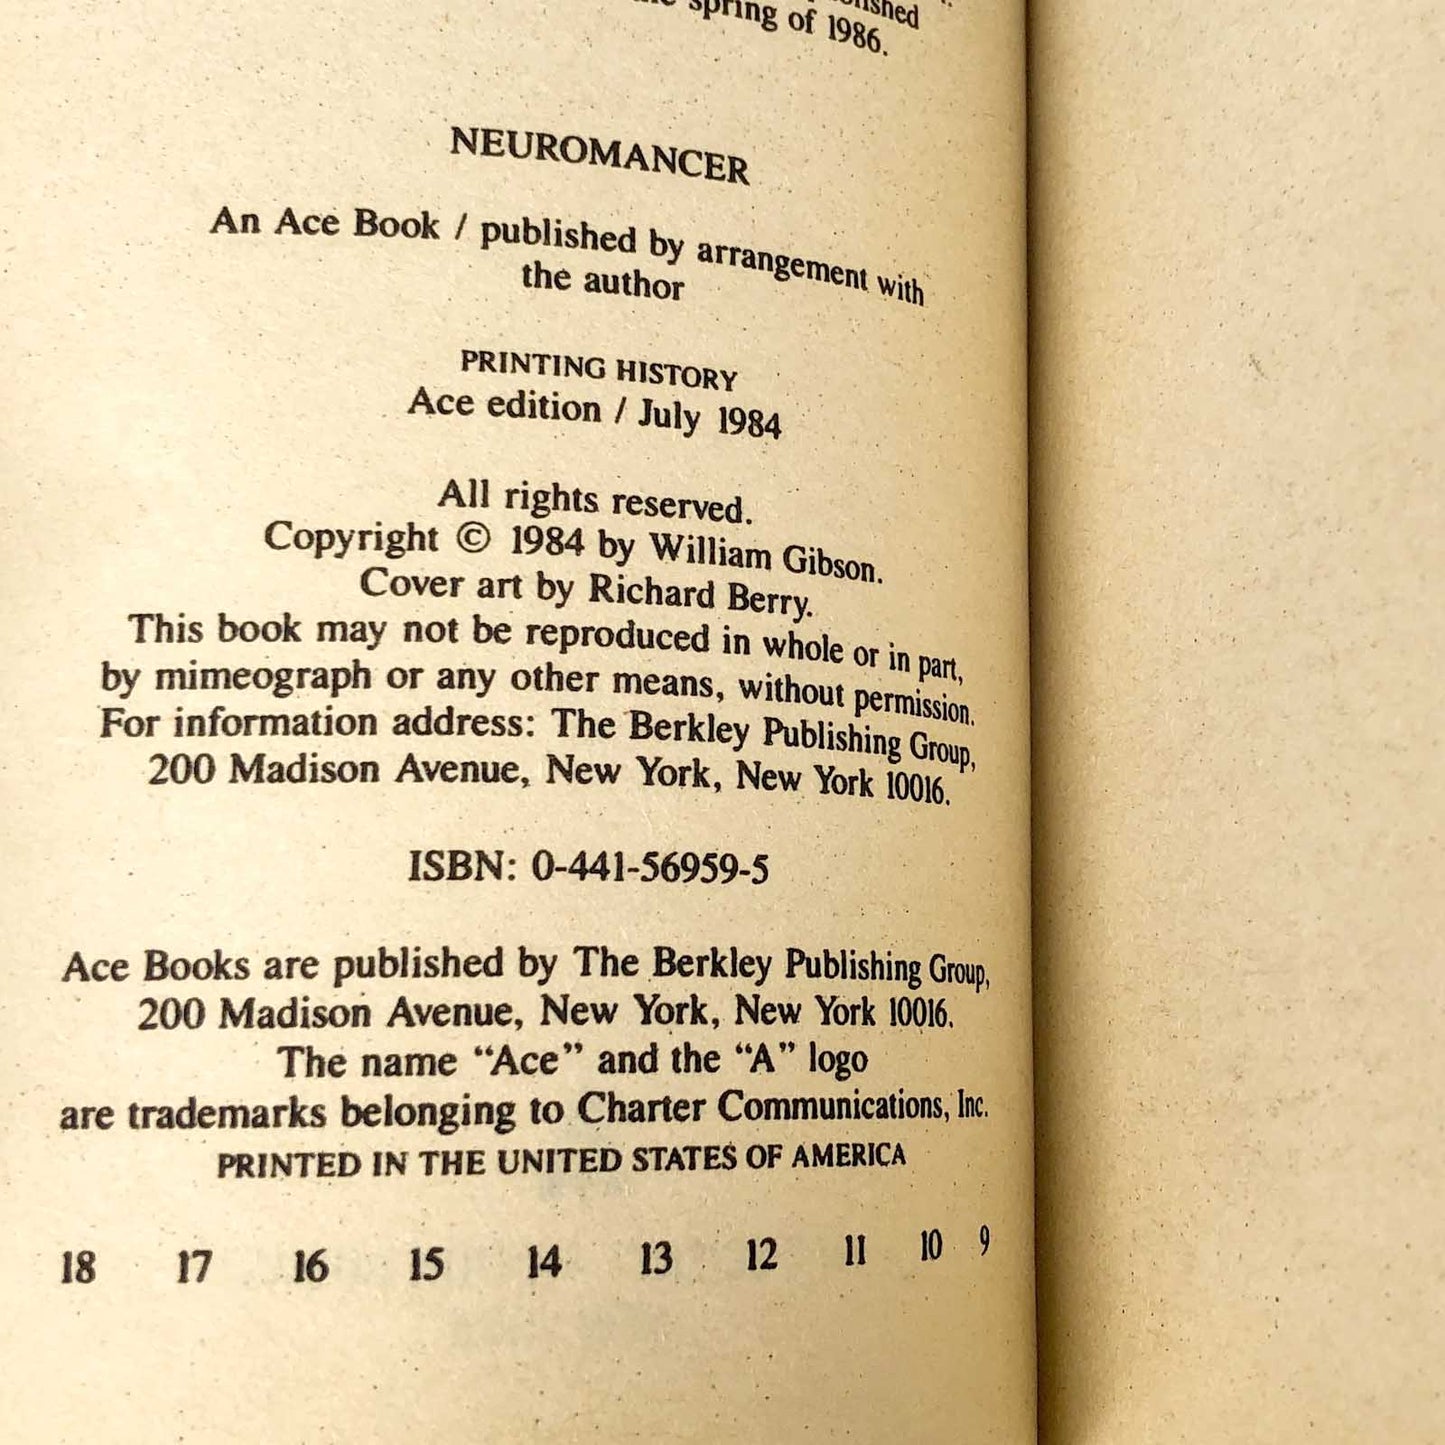 spring of 1986.
NEUROMANCER
An Ace Book / published by arrangement with
the author
PRINTING HISTORY
Ace edition / July 1984
All rights reserved.
Copyright © 1984 by William Gibson.
Cover art by Richard Berry.
This book may not be reproduced in whole or in part,
by mimeograph or any other means, without permission.
For information address: The Berkley Publishing Group,
200 Madison Avenue, New York, New York 10016.
ISBN: 0-441-56959-5
Ace Books are published by The Berkley Publishing Group,
200 Madison Avenue, New York, New York 10016.
The name “Ace” and the “A” logo
are trademarks belonging to Charter Communications, Inc.
PRINTED IN THE UNITED STATES OF AMERICA
18 17 16 15 14 13 12 11 10 9